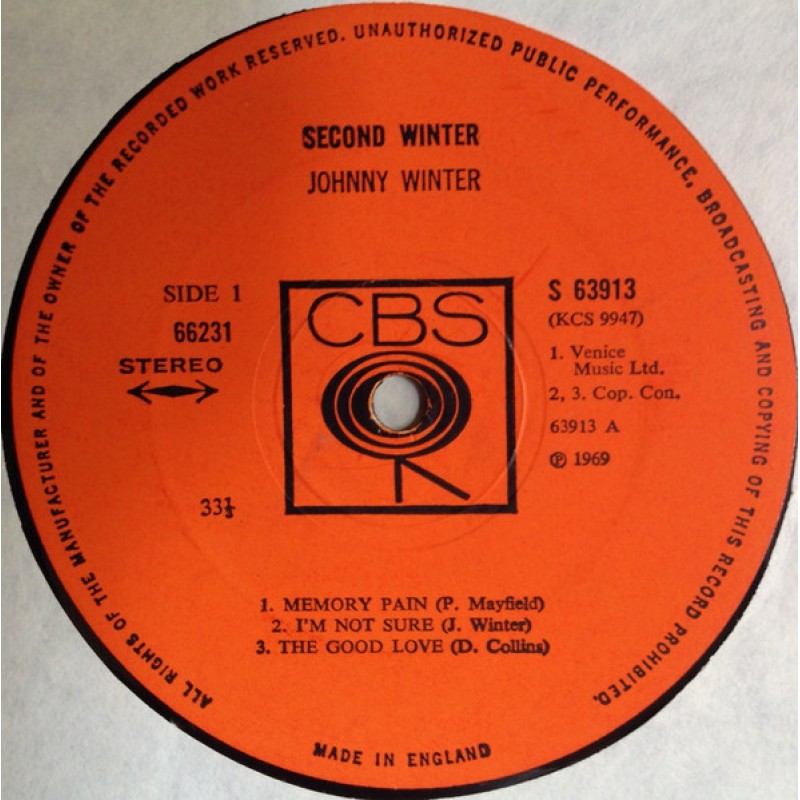 ALL RIGHTS OF THE MANUFACTURER AND OF THE OWNER OF THE RECORDED WORK RESERVED. UNAUTHORIZED PUBLIC PERFORMANCE, BROADCASTING AND COPYING OF THIS RECORD PROHIBITED.
SECOND WINTER
JOHNNY WINTER
SIDE 1
66231
STEREO
33⅓
CBS
S 63913
(KCS 9947)
1. Venice
Music Ltd.
2, 3. Cop. Con.
63913 A
℗ 1969
1. MEMORY PAIN (P. Mayfield)
2. I'M NOT SURE (J. Winter)
3. THE GOOD LOVE (D. Collins)
MADE IN ENGLAND